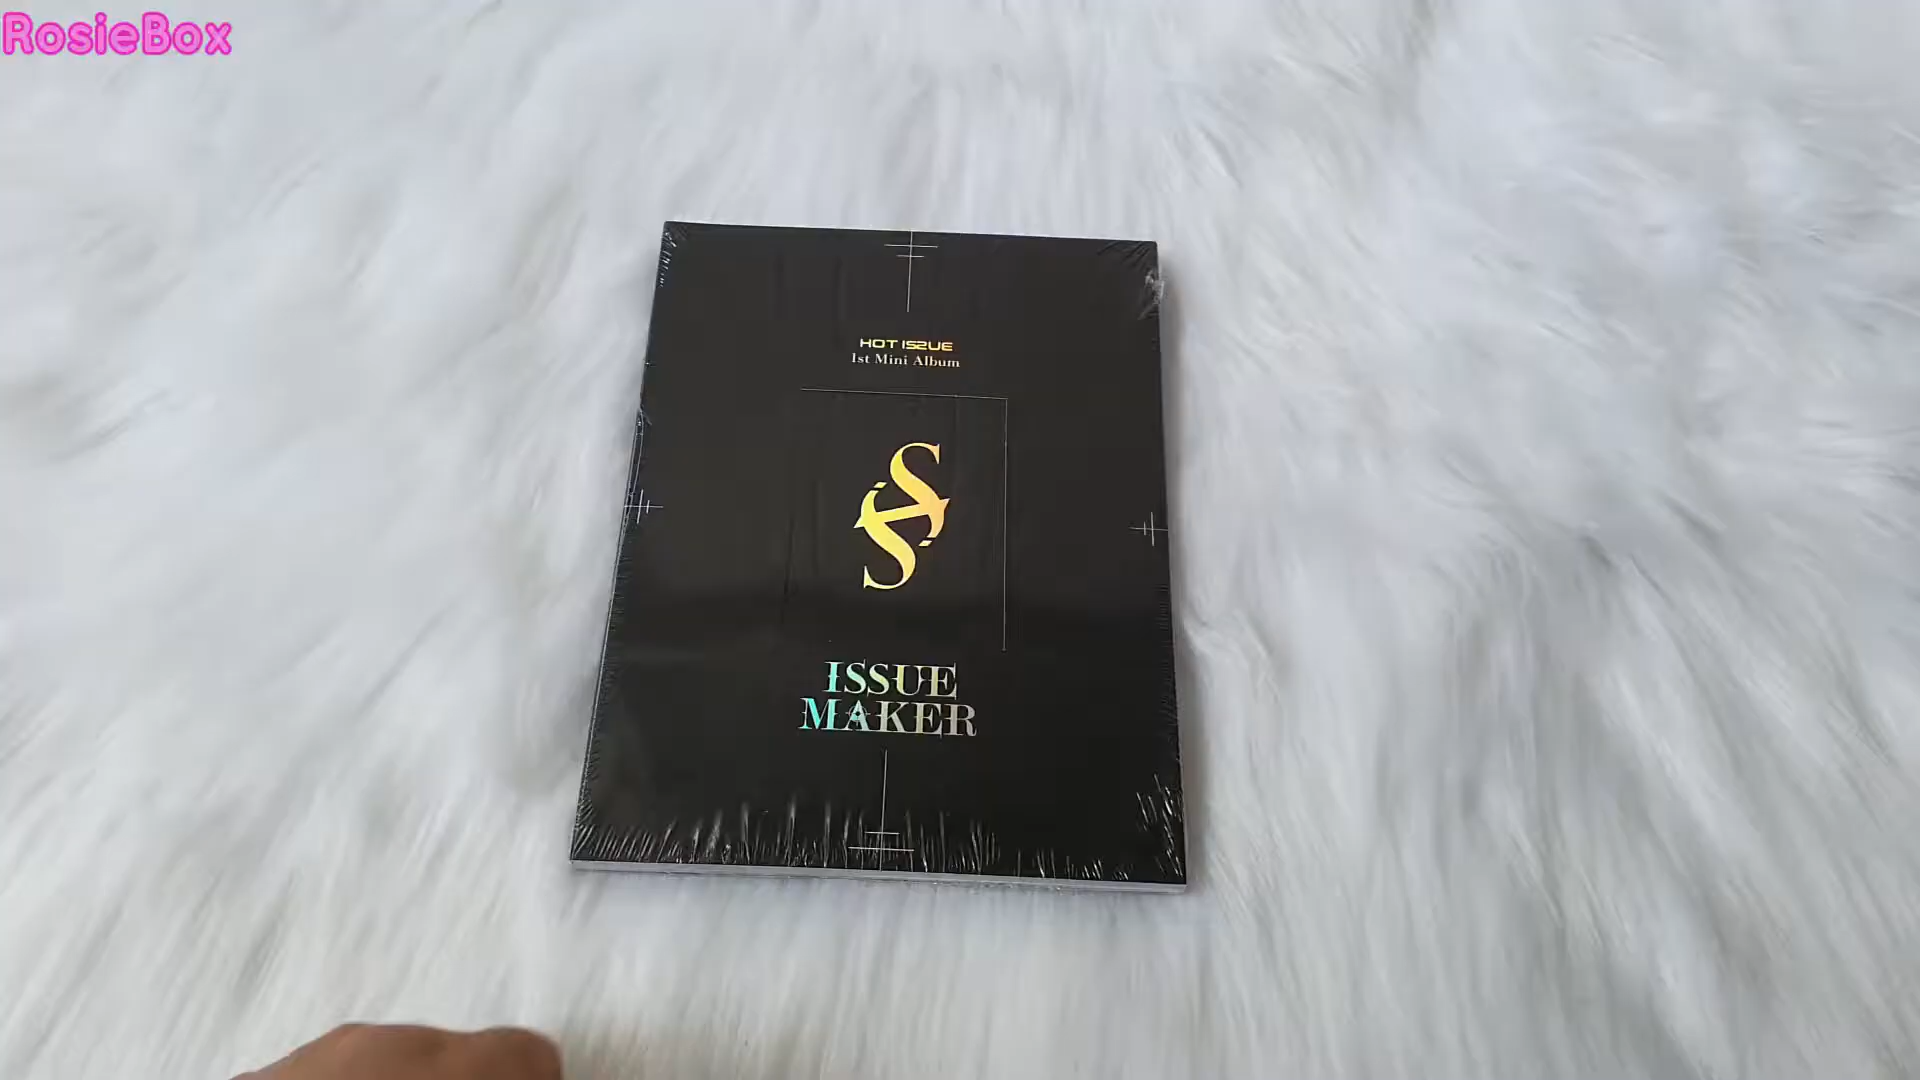 RosieBox
HOT ISSUE
1st Mini Album
ISSUE
MAKER